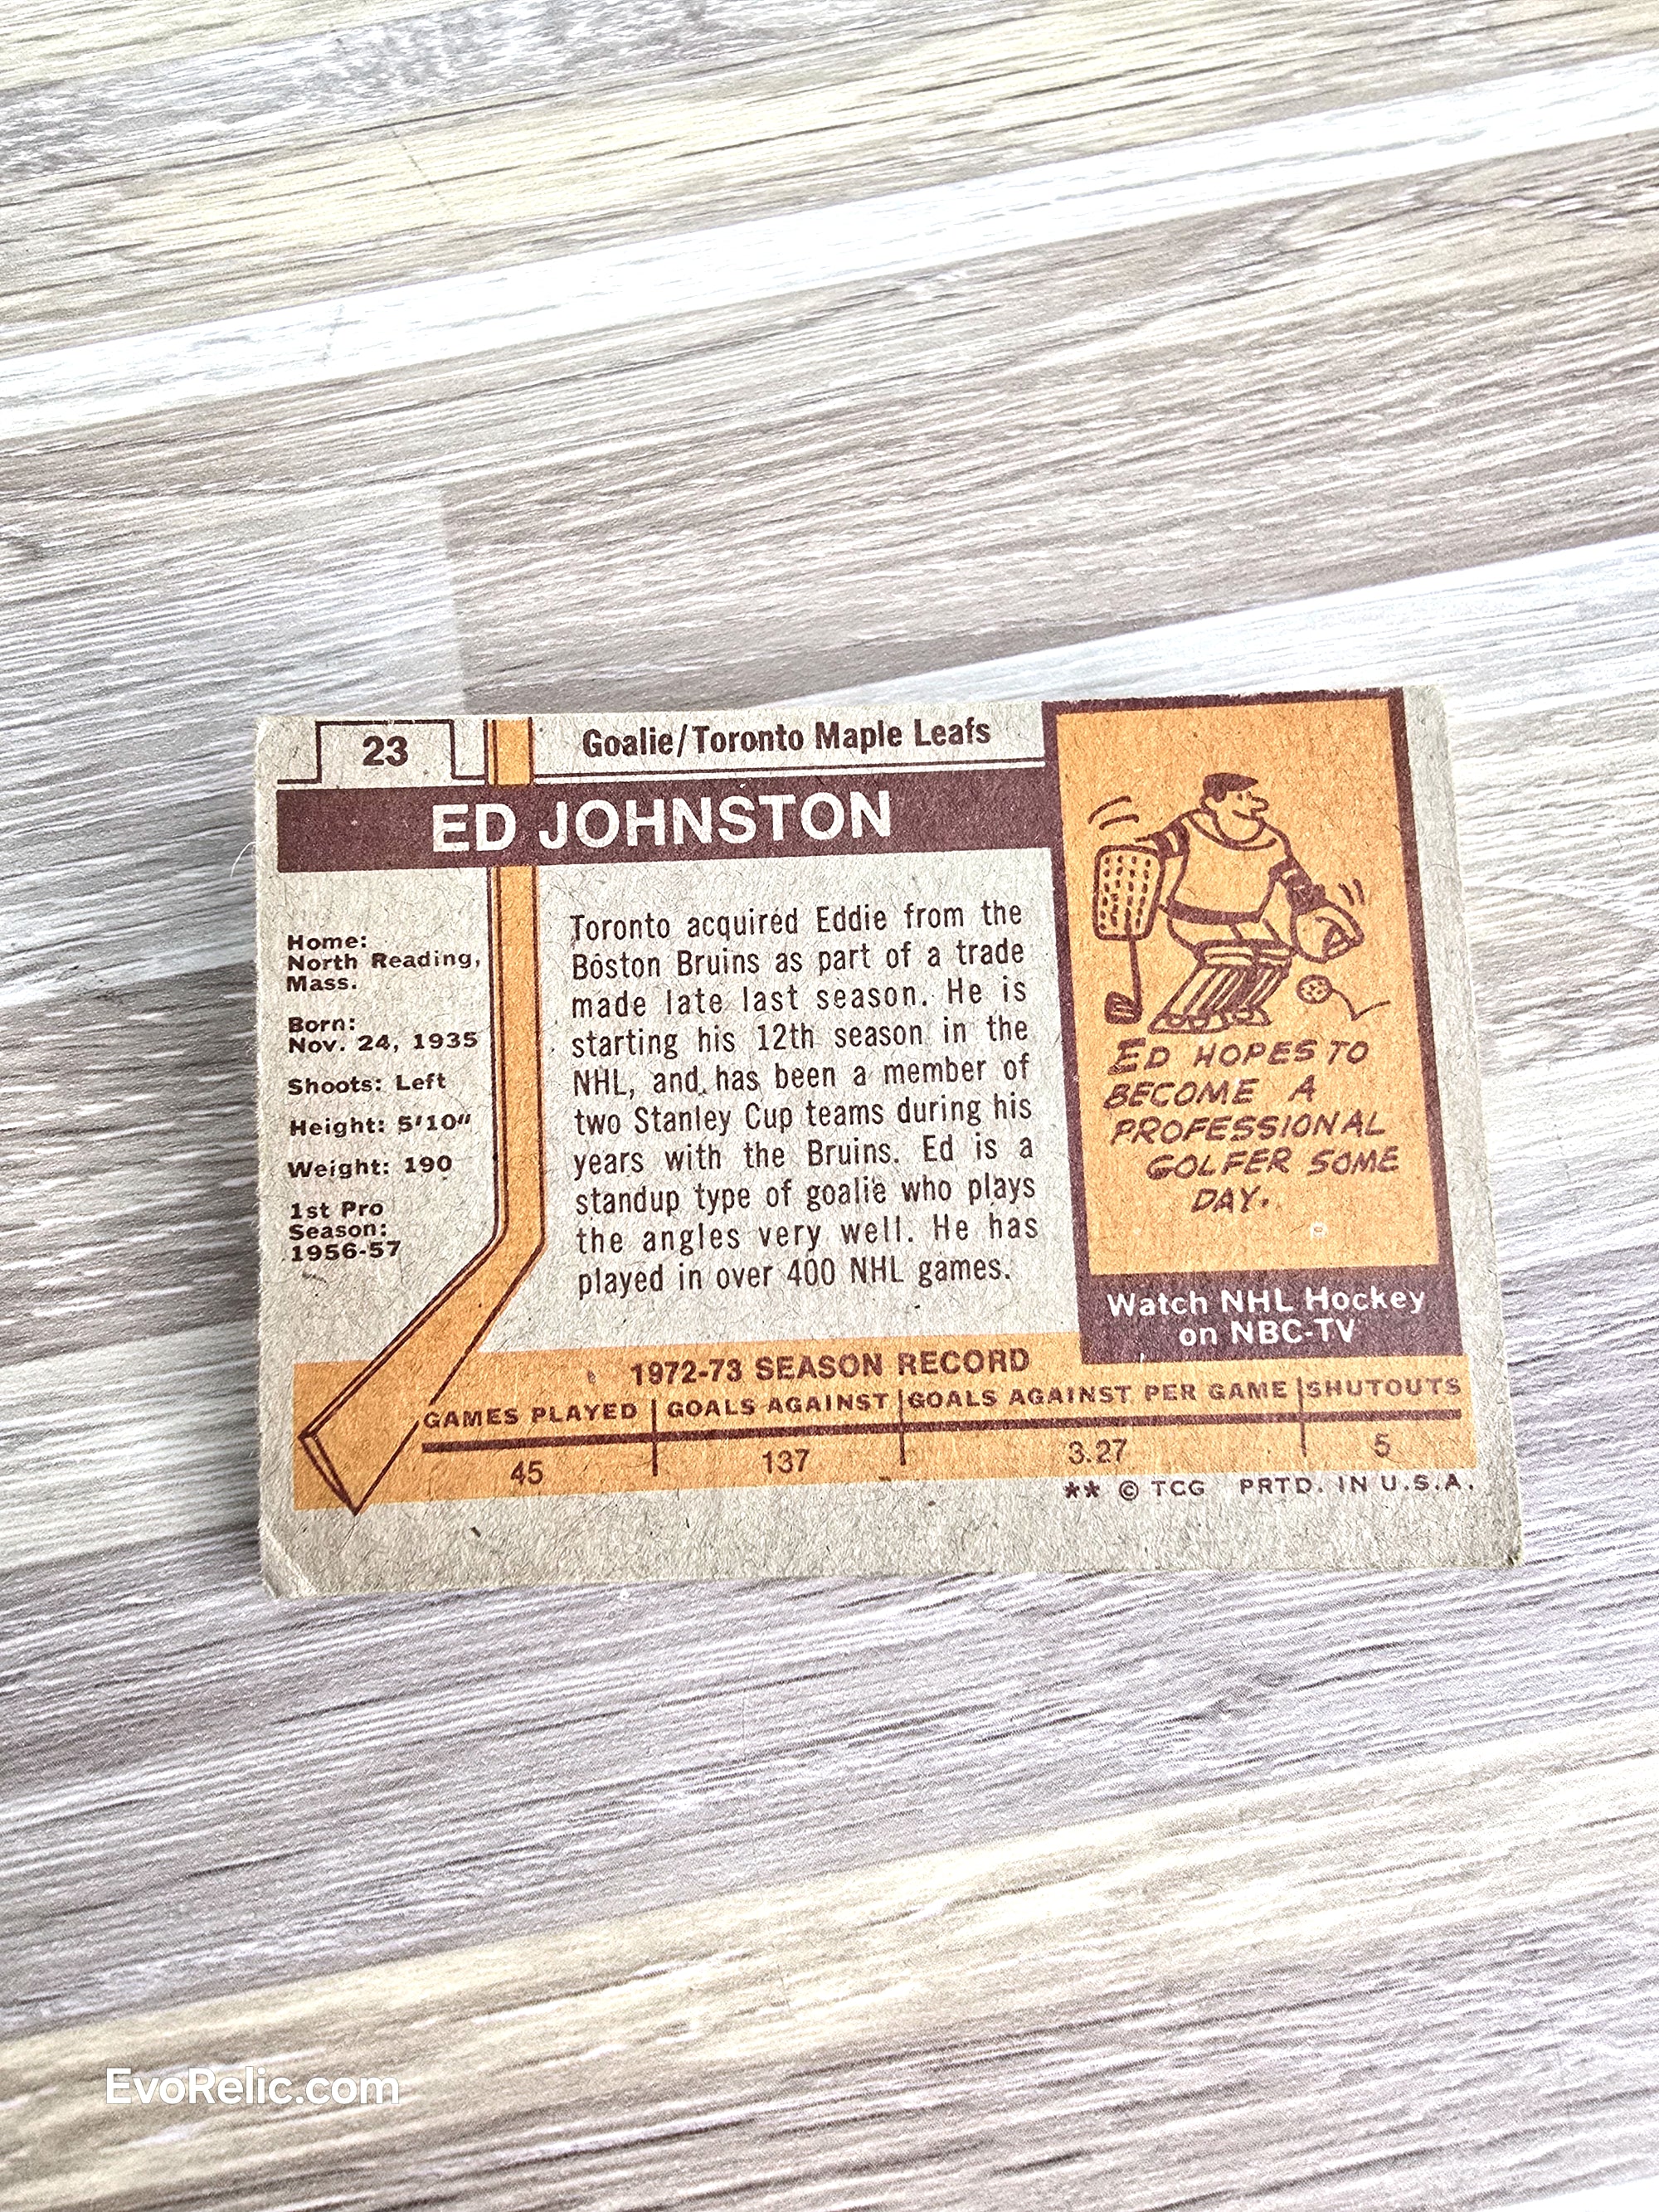 23
Goalie/Toronto Maple Leafs
ED JOHNSTON
Home:
North Reading,
Mass.
Born:
Nov. 24, 1935
Shoots: Left
Height: 5'10"
Weight: 190
1st Pro
Season:
1956-57
Toronto acquired Eddie from the
Boston Bruins as part of a trade
made late last season. He is
starting his 12th season in the
NHL, and has been a member of
two Stanley Cup teams during his
years with the Bruins. Ed is a
standup type of goalie who plays
the angles very well. He has
played in over 400 NHL games.
ED HOPES TO
BECOME A
PROFESSIONAL
GOLFER SOME
DAY.
Watch NHL Hockey
on NBC-TV
1972-73 SEASON RECORD
GAMES PLAYED GOALS AGAINST GOALS AGAINST PER GAME SHUTOUTS
45 137 3.27 5
** © TCG PRTD. IN U.S.A.
EvoRelic.com